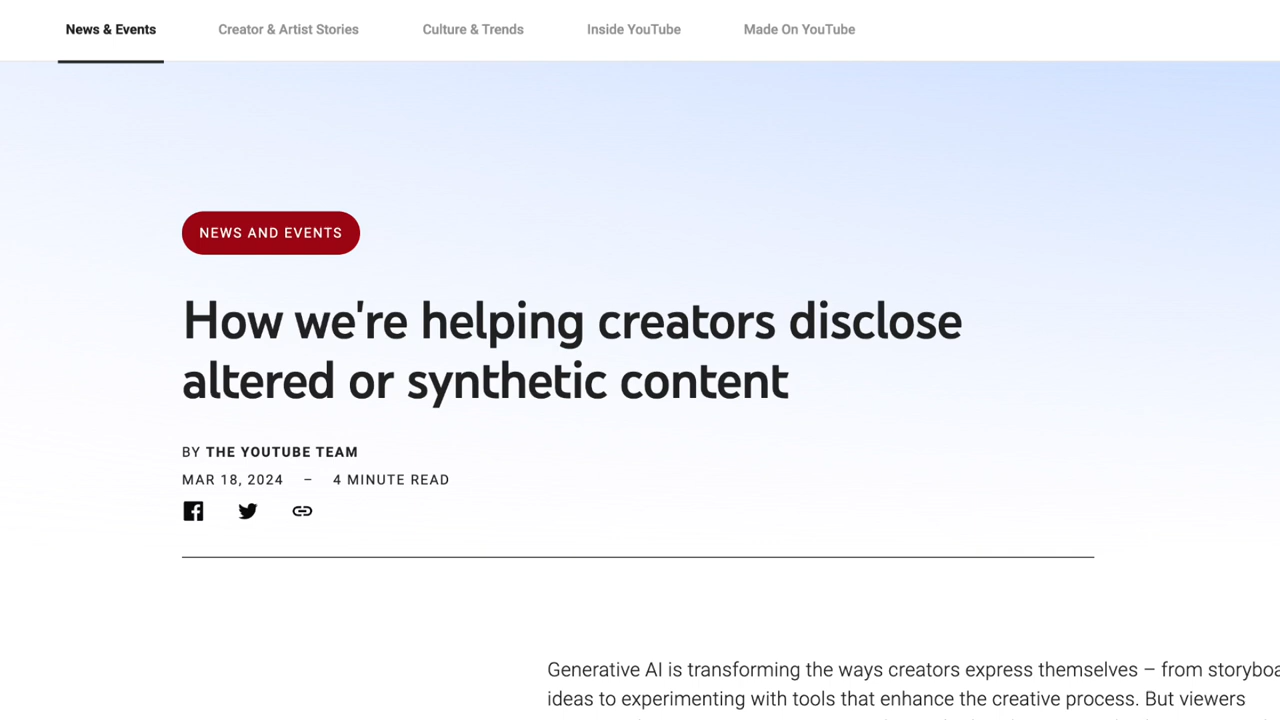 News & Events
Creator & Artist Stories
Culture & Trends
Inside YouTube
Made On YouTube
NEWS AND EVENTS
How we're helping creators disclose
altered or synthetic content
BY THE YOUTUBE TEAM
MAR 18, 2024 – 4 MINUTE READ
Generative AI is transforming the ways creators express themselves – from
ideas to experimenting with tools that enhance the creative process. But viewers